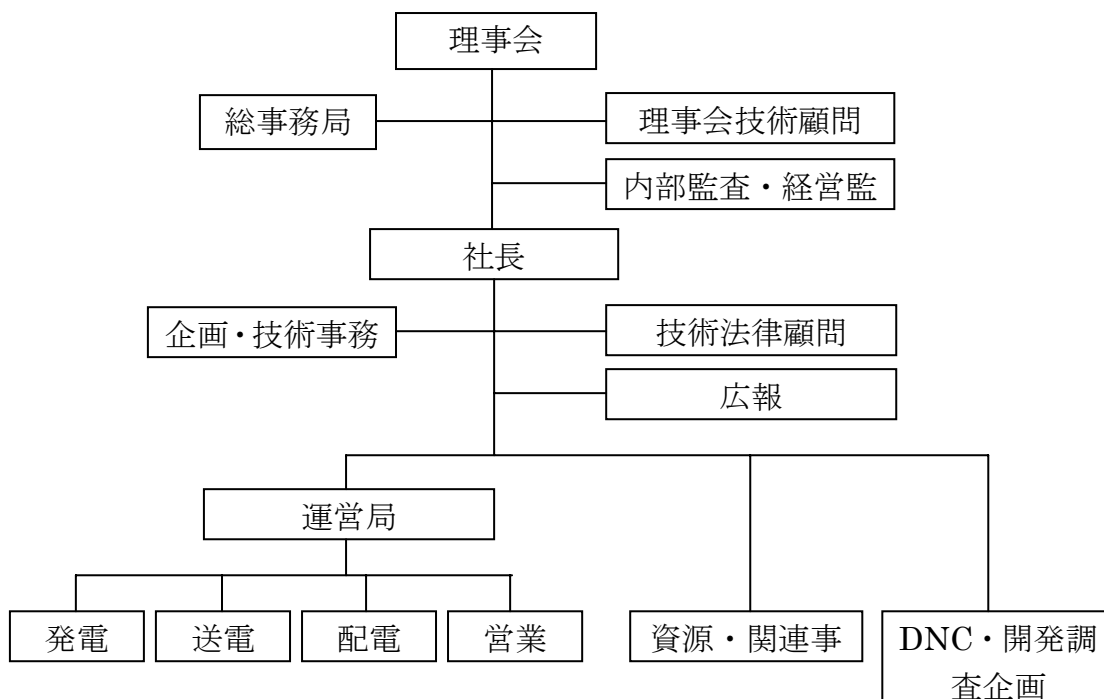 理事会
総事務局
理事会技術顧問
内部監査・経営監
社長
企画・技術事務
技術法律顧問
広報
運営局
発電
送電
配電
営業
資源・関連事
DNC・開発調
査企画